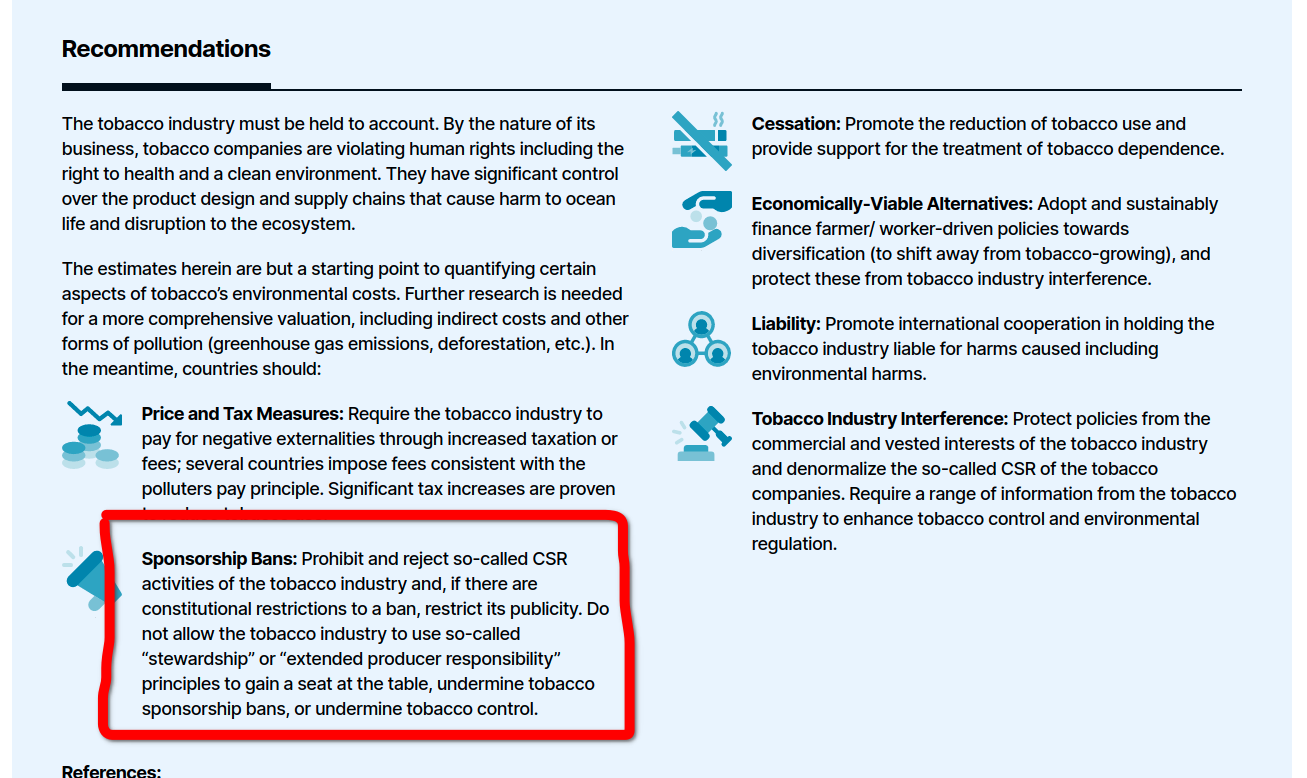 Recommendations
The tobacco industry must be held to account. By the nature of its
business, tobacco companies are violating human rights including the
right to health and a clean environment. They have significant control
over the product design and supply chains that cause harm to ocean
life and disruption to the ecosystem.
The estimates herein are but a starting point to quantifying certain
aspects of tobacco’s environmental costs. Further research is needed
for a more comprehensive valuation, including indirect costs and other
forms of pollution (greenhouse gas emissions, deforestation, etc.). In
the meantime, countries should:
Price and Tax Measures: Require the tobacco industry to
pay for negative externalities through increased taxation or
fees; several countries impose fees consistent with the
polluters pay principle. Significant tax increases are proven
Sponsorship Bans: Prohibit and reject so-called CSR
activities of the tobacco industry and, if there are
constitutional restrictions to a ban, restrict its publicity. Do
not allow the tobacco industry to use so-called
“stewardship” or “extended producer responsibility”
principles to gain a seat at the table, undermine tobacco
sponsorship bans, or undermine tobacco control.
References:
Cessation: Promote the reduction of tobacco use and
provide support for the treatment of tobacco dependence.
Economically-Viable Alternatives: Adopt and sustainably
finance farmer/ worker-driven policies towards
diversification (to shift away from tobacco-growing), and
protect these from tobacco industry interference.
Liability: Promote international cooperation in holding the
tobacco industry liable for harms caused including
environmental harms.
Tobacco Industry Interference: Protect policies from the
commercial and vested interests of the tobacco industry
and denormalize the so-called CSR of the tobacco
companies. Require a range of information from the tobacco
industry to enhance tobacco control and environmental
regulation.